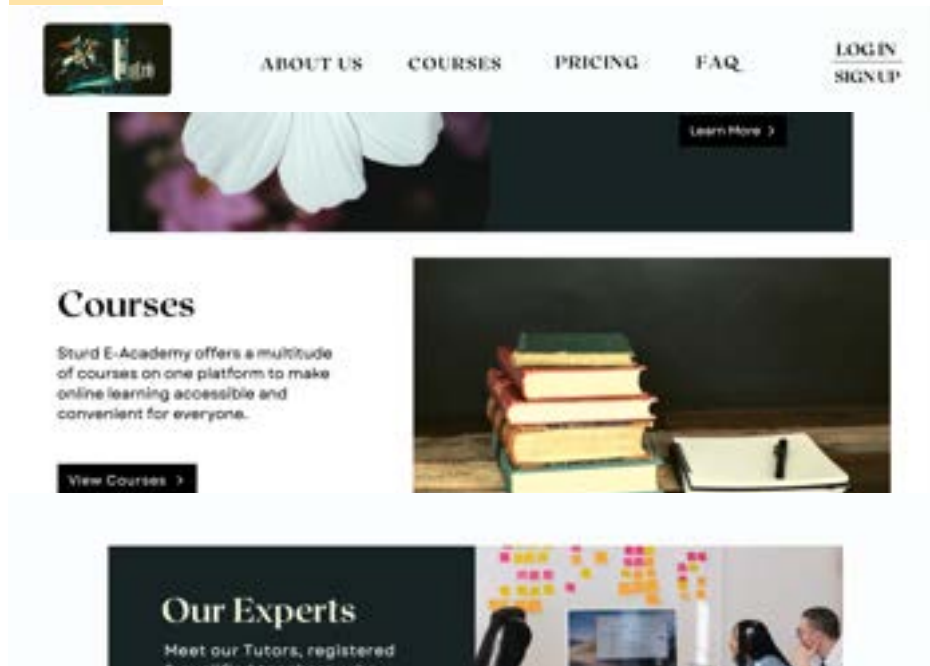 ABOUT US COURSES PRICING FAQ LOG IN
SIGN UP
Learn More >
Courses
Sturd E-Academy offers a multitude
of courses on one platform to make
online learning accessible and
convenient for everyone.
View Courses >
Our Experts
Meet our Tutors, registered